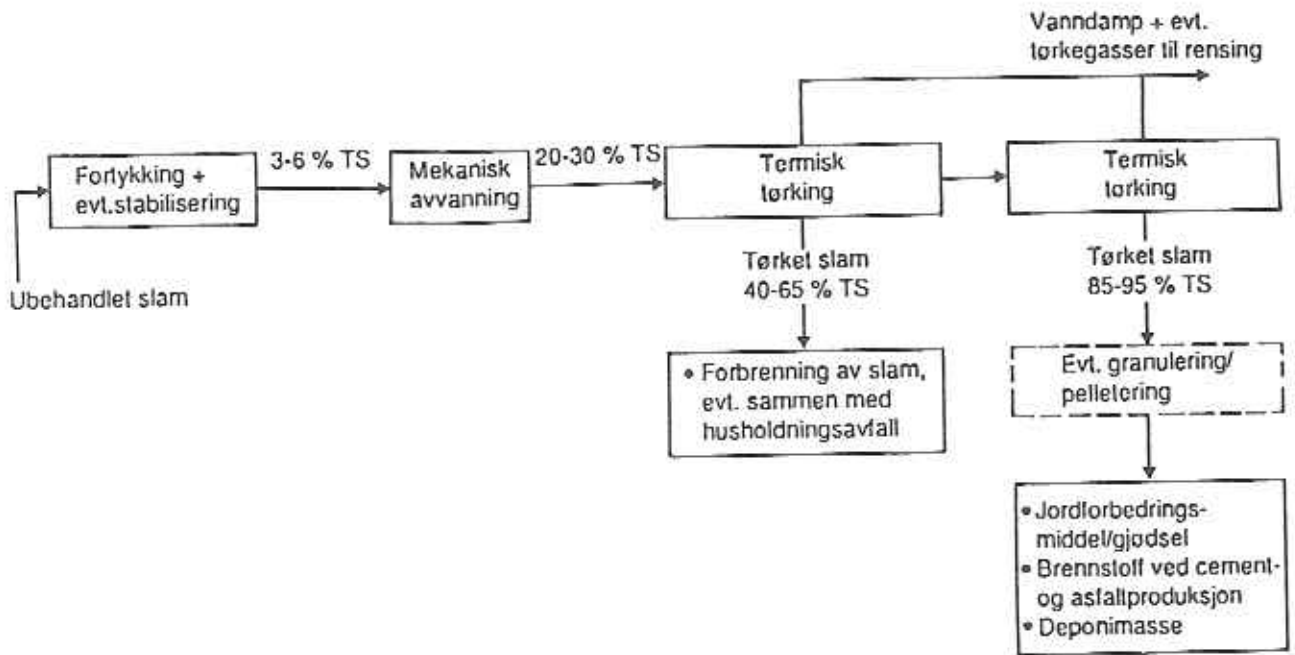 Vanndamp + evt.
tørkegasser til rensing
3-6 % TS
20-30 % TS
Fortykking +
evt.stabilisering
Mekanisk
avvanning
Termisk
tørking
Termisk
tørking
Ubehandlet slam
Tørket slam
40-65 % TS
Tørket slam
85-95 % TS
• Forbrenning av slam,
evt. sammen med
husholdningsavfall
Evt. granulering/
pelletering
• Jordforbedrings-
middel/gjødsel
• Brennstoff ved cement-
og asfaltproduksjon
• Deponimasse